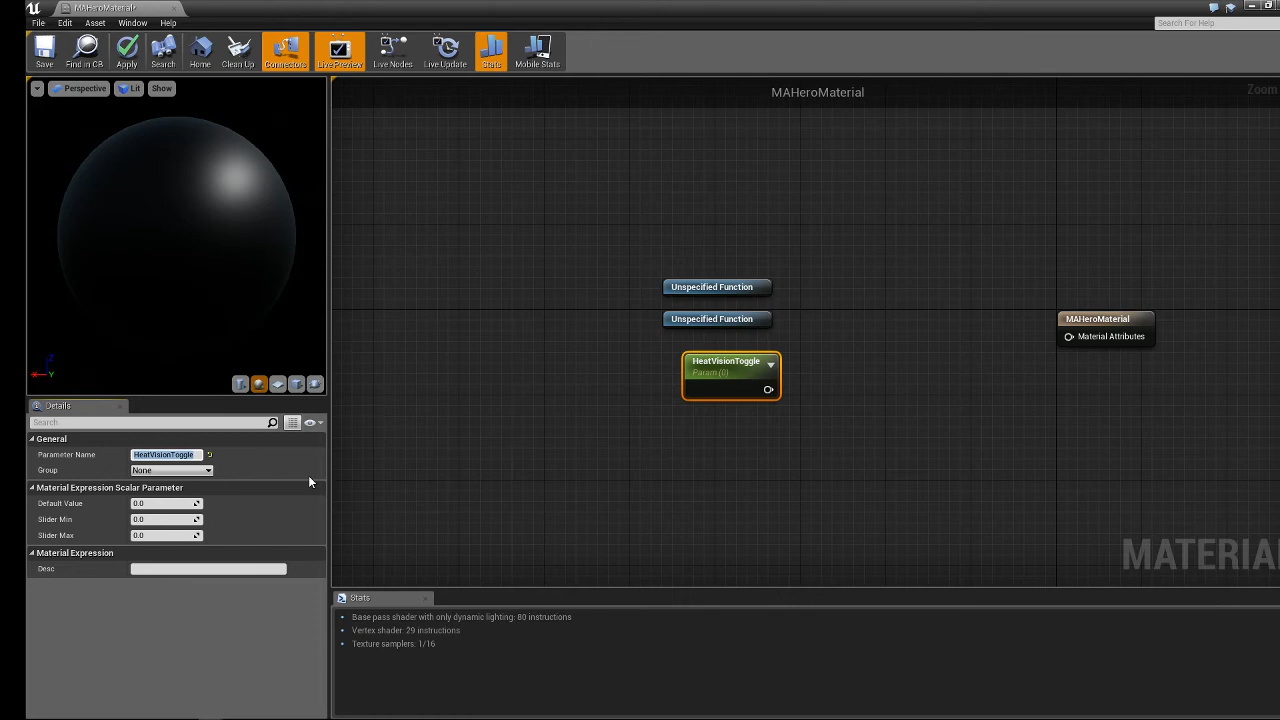 MAHeroMaterial*
File Edit Asset Window Help
Search For Help
Save Find in CB Apply Search Home Clean Up Connectors Live Preview Live Nodes Live Update Stats Mobile Stats
Perspective Lit Show
MAHeroMaterial
Zoom
Unspecified Function
Unspecified Function
HeatVisionToggle
Param (0)
MAHeroMaterial
Material Attributes
Z
X Y
Details
Search
General
Parameter Name HeatVisionToggle
Group None
Material Expression Scalar Parameter
Default Value 0.0
Slider Min 0.0
Slider Max 0.0
Material Expression
Desc
MATERIA
Stats
Base pass shader with only dynamic lighting: 80 instructions
Vertex shader: 29 instructions
Texture samplers: 1/16